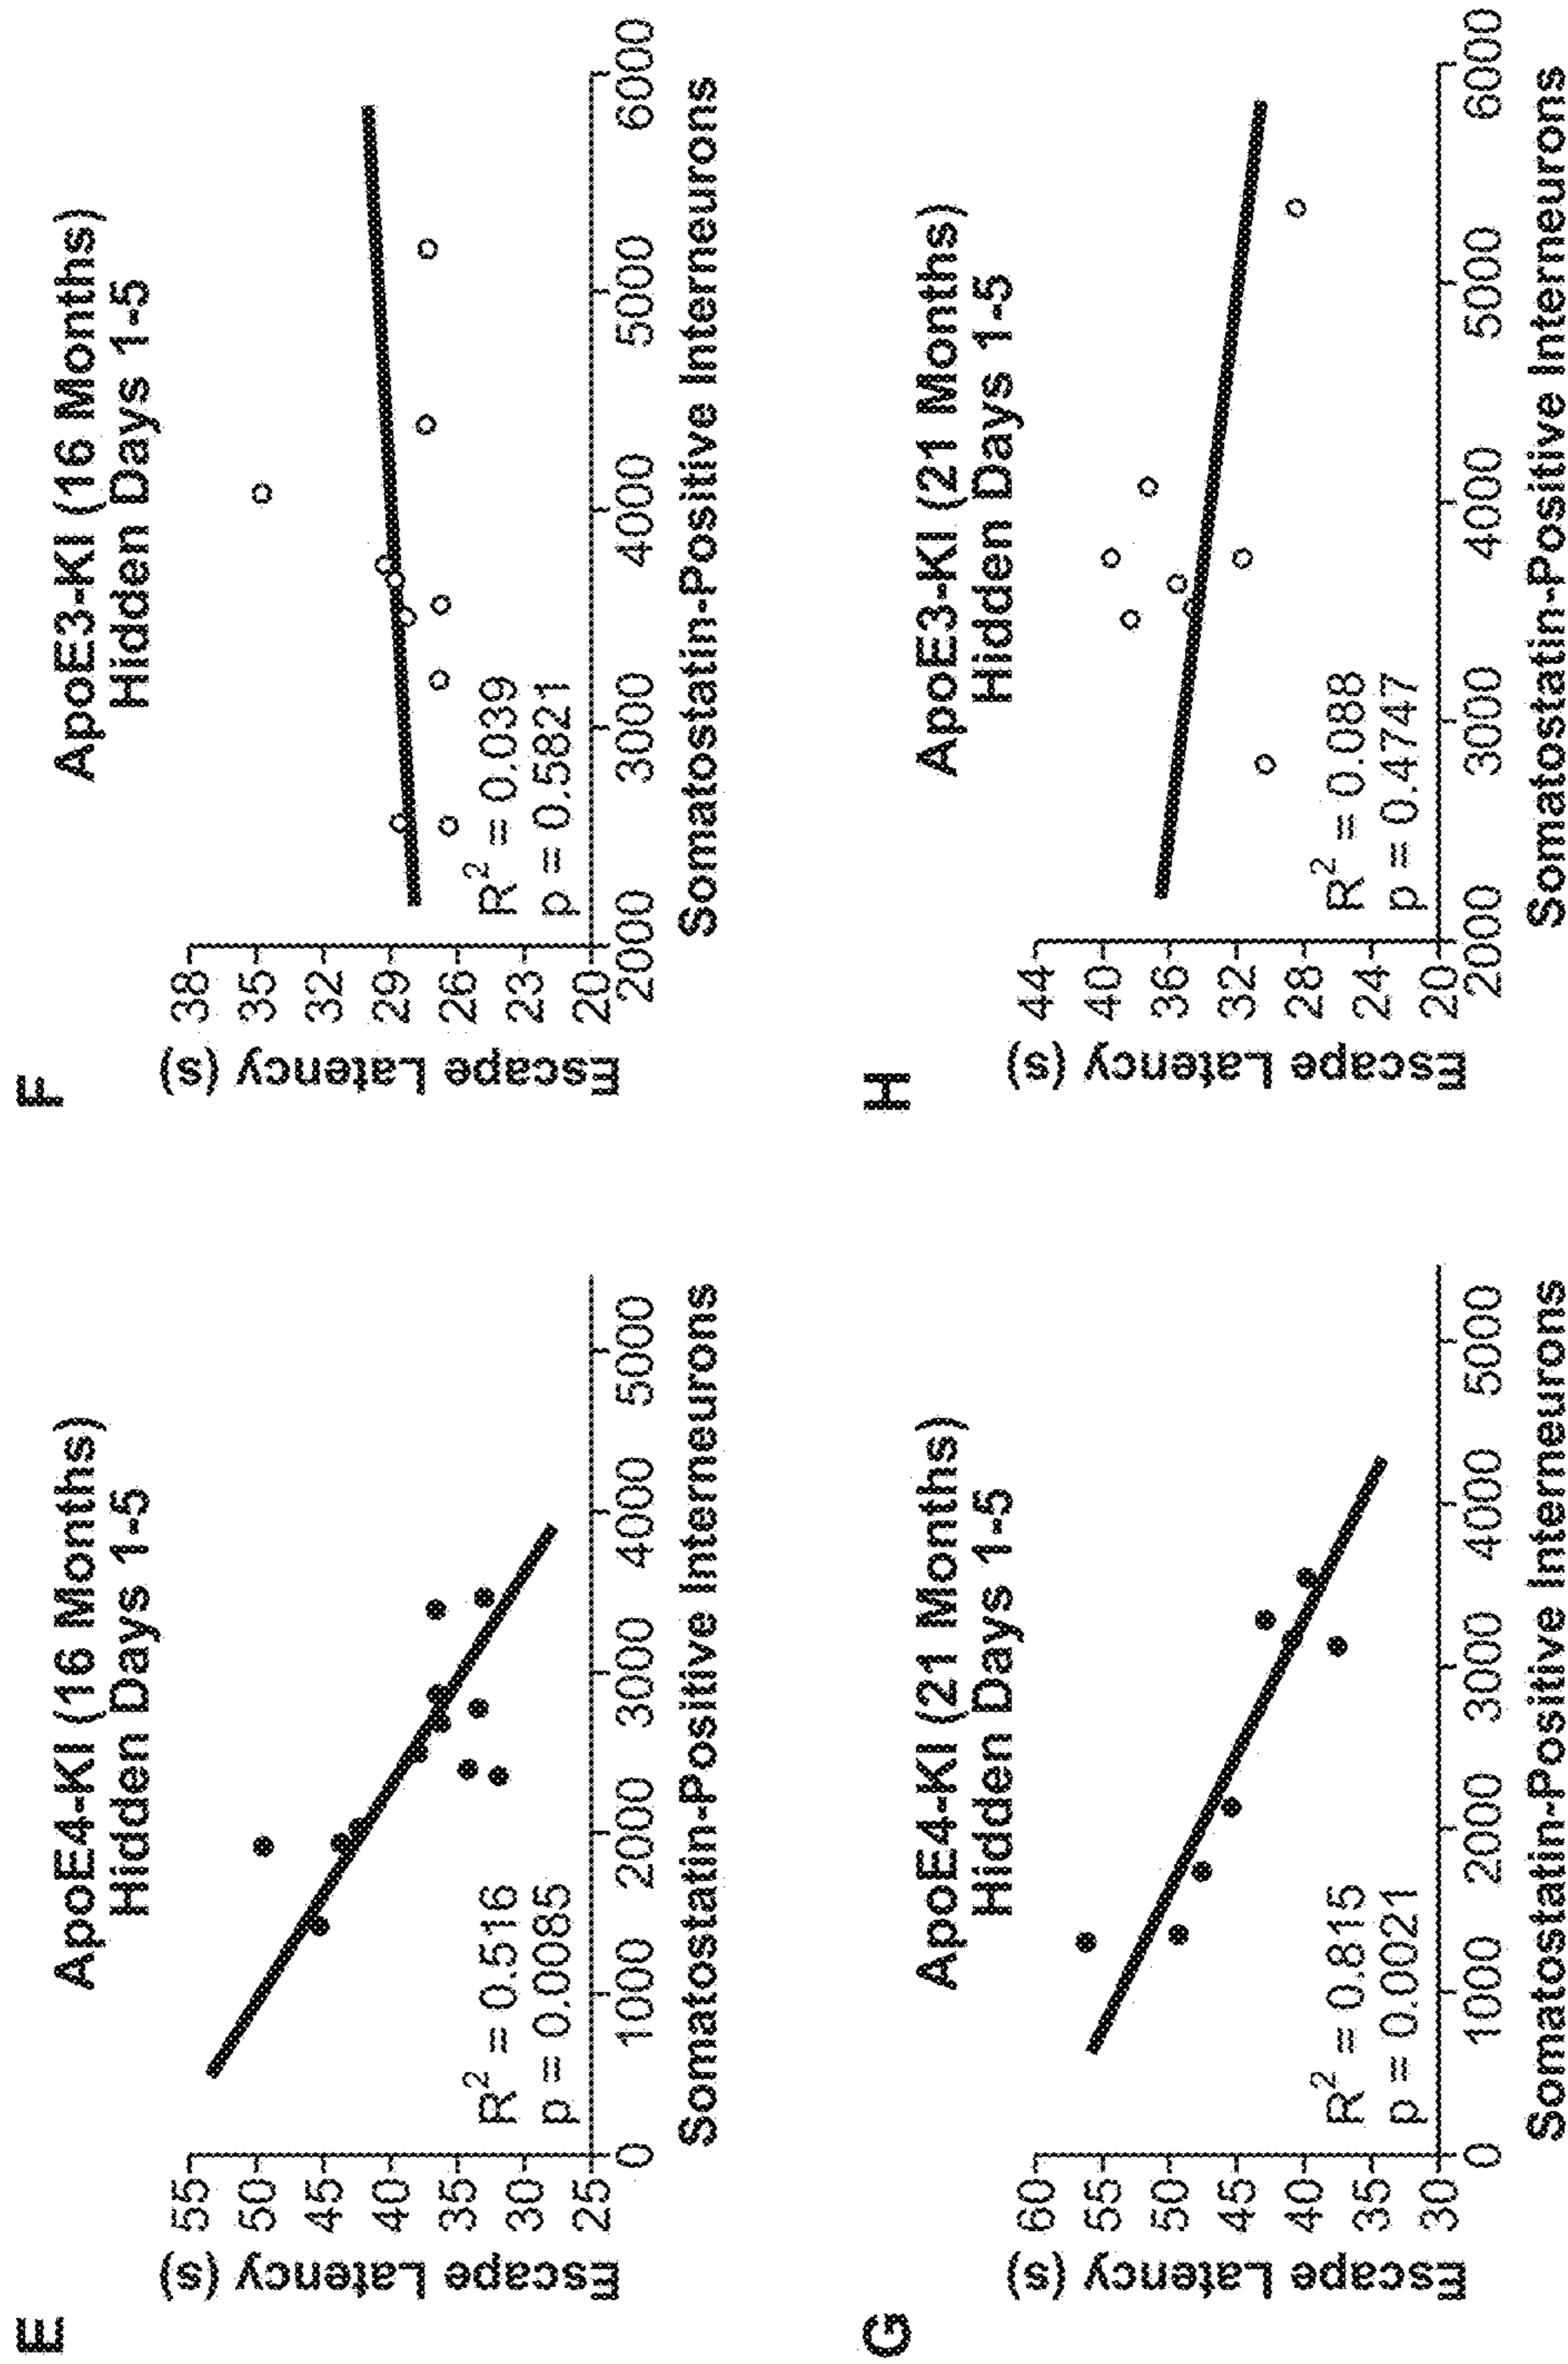 E
ApoE4-KI (16 Months)
Hidden Days 1-5
Escape Latency (s)
55
50
45
40
35
30
25
R² = 0.516
p = 0.0085
0 1000 2000 3000 4000 5000
Somatostatin-Positive Interneurons
F
ApoE3-KI (16 Months)
Hidden Days 1-5
Escape Latency (s)
38
35
32
29
26
23
20
R² = 0.039
p = 0.5821
2000 3000 4000 5000 6000
Somatostatin-Positive Interneurons
G
ApoE4-KI (21 Months)
Hidden Days 1-5
Escape Latency (s)
60
55
50
45
40
35
30
R² = 0.815
p = 0.0021
0 1000 2000 3000 4000 5000
Somatostatin-Positive Interneurons
H
ApoE3-KI (21 Months)
Hidden Days 1-5
Escape Latency (s)
44
40
36
32
28
24
20
R² = 0.088
p = 0.4747
2000 3000 4000 5000 6000
Somatostatin-Positive Interneurons